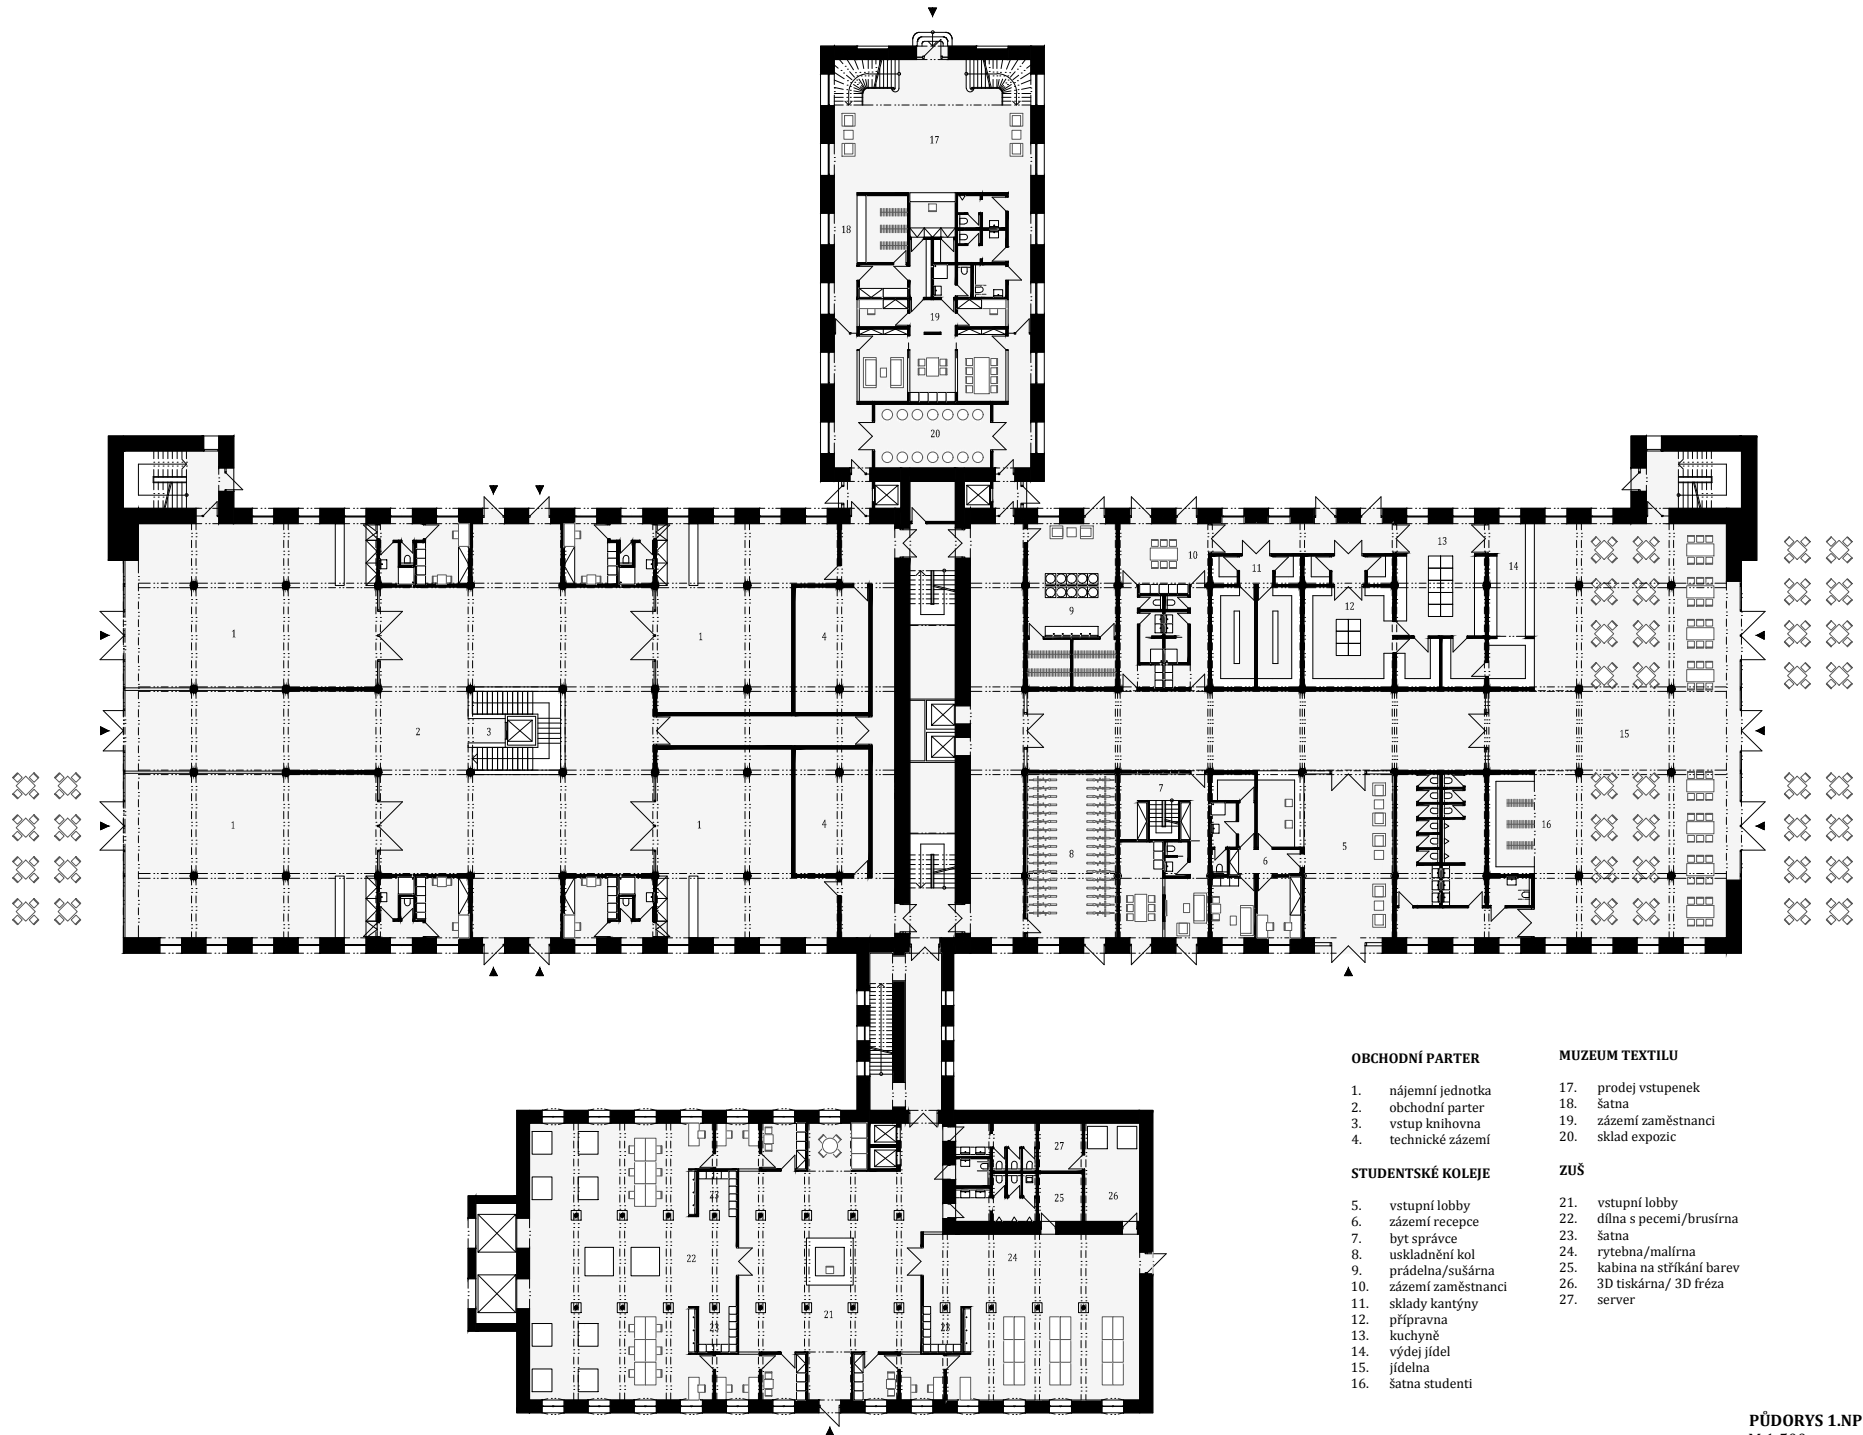 17
18
19
20
1
1
4
2
3
1
1
4
9
10
11
12
13
14
15
7
8
6
5
16
27
25
26
23
22
24
21
23
23
OBCHODNÍ PARTER
1. nájemní jednotka
2. obchodní parter
3. vstup knihovna
4. technické zázemí
STUDENTSKÉ KOLEJE
5. vstupní lobby
6. zázemí recepce
7. byt správce
8. uskladnění kol
9. prádelna/sušárna
10. zázemí zaměstnanci
11. sklady kantýny
12. přípravna
13. kuchyně
14. výdej jídel
15. jídelna
16. šatna studenti
MUZEUM TEXTILU
17. prodej vstupenek
18. šatna
19. zázemí zaměstnanci
20. sklad expozic
ZUŠ
21. vstupní lobby
22. dílna s pecemi/brusírna
23. šatna
24. rytebna/malírna
25. kabina na stříkání barev
26. 3D tiskárna/ 3D fréza
27. server
PŮDORYS 1.NP